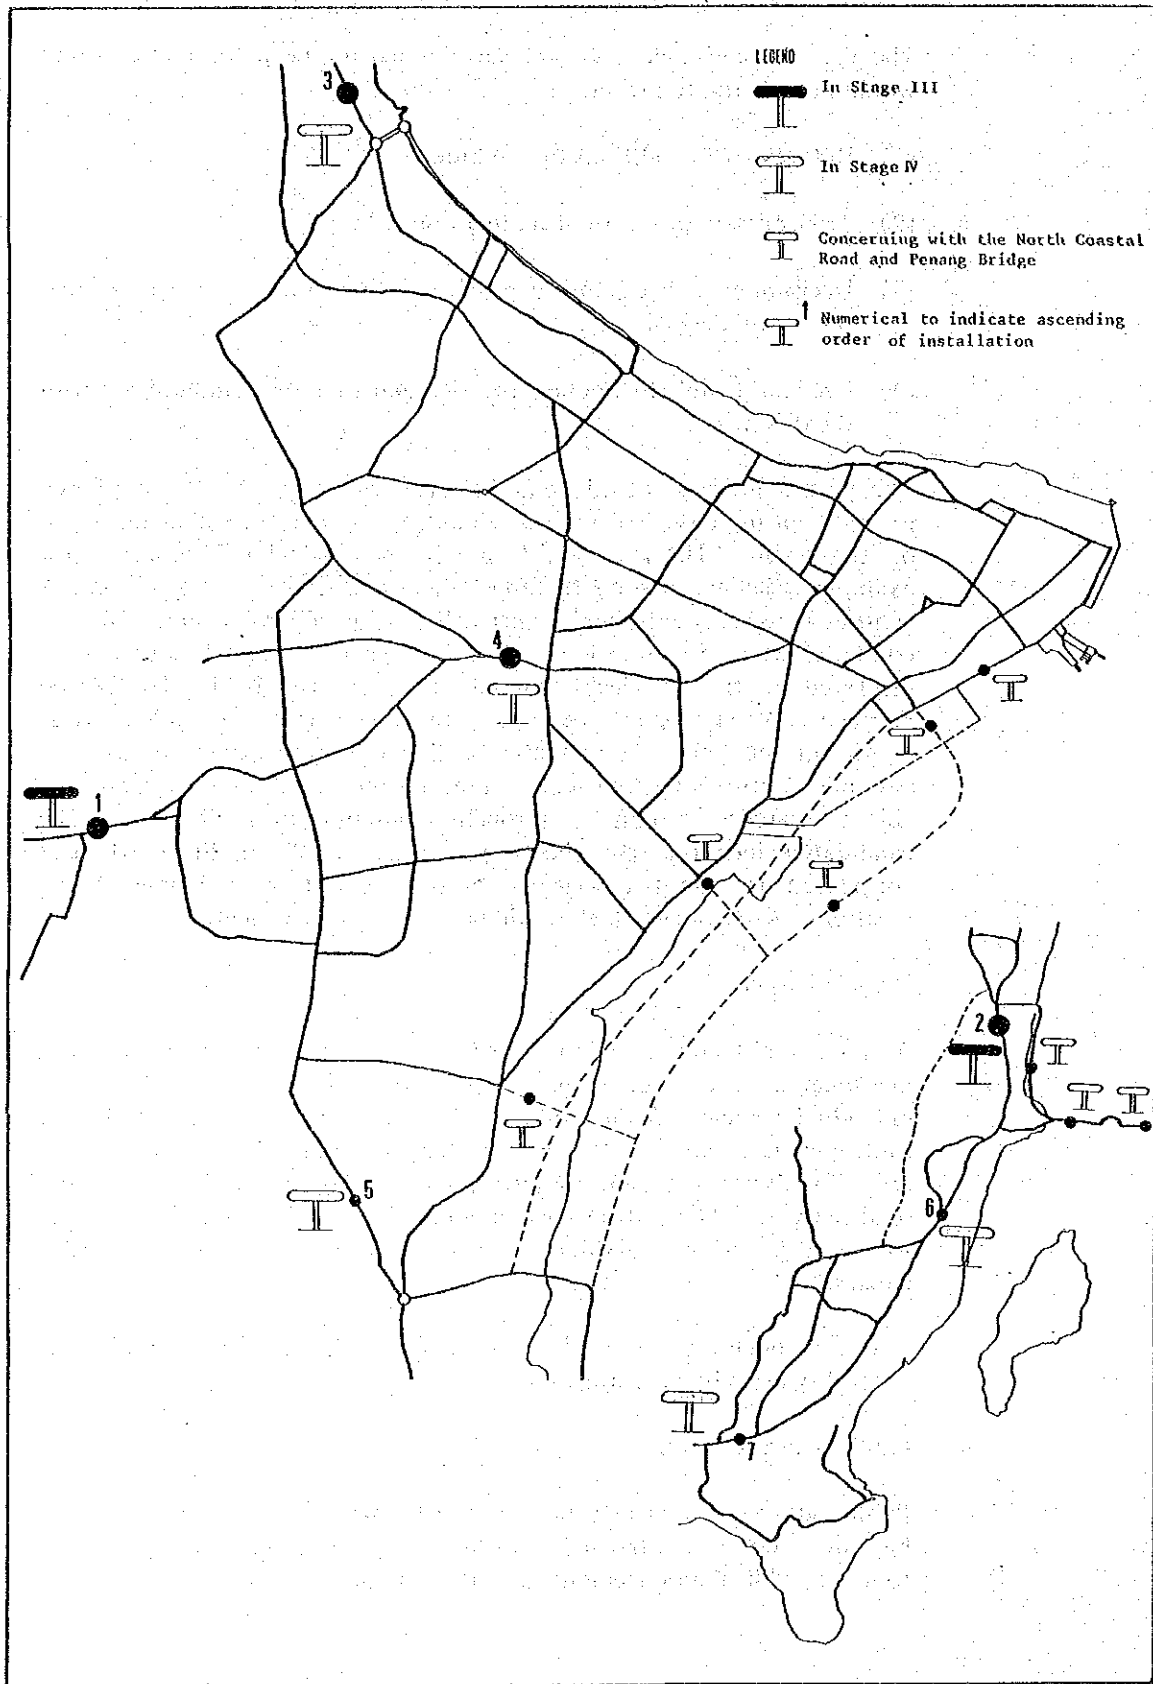 LEGEND
In Stage III
In Stage IV
Concerning with the North Coastal
Road and Penang Bridge
1
Numerical to indicate ascending
order of installation
3
4
1
2
5
6
7